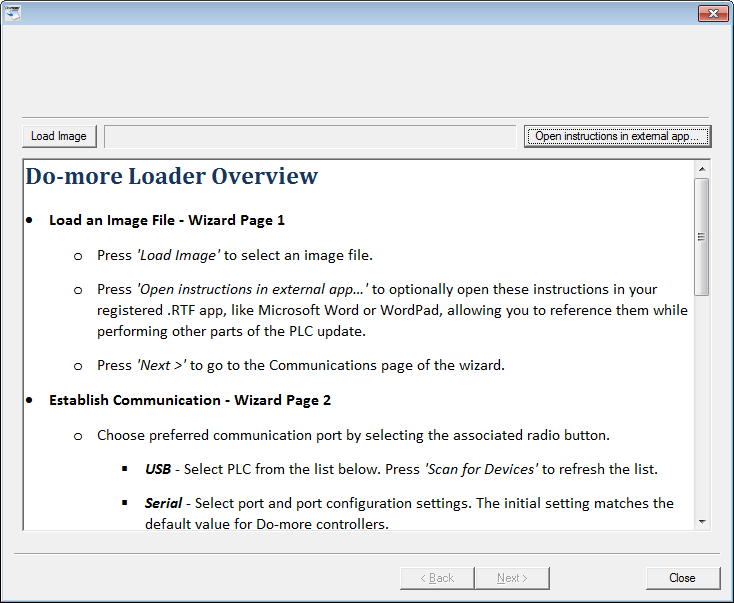 Load Image
Open instructions in external app...
Do-more Loader Overview
• Load an Image File - Wizard Page 1
o Press 'Load Image' to select an image file.
o Press 'Open instructions in external app…' to optionally open these instructions in your
registered .RTF app, like Microsoft Word or WordPad, allowing you to reference them while
performing other parts of the PLC update.
o Press 'Next >' to go to the Communications page of the wizard.
• Establish Communication - Wizard Page 2
o Choose preferred communication port by selecting the associated radio button.
▪ USB - Select PLC from the list below. Press 'Scan for Devices' to refresh the list.
▪ Serial - Select port and port configuration settings. The initial setting matches the
default value for Do-more controllers.
< Back
Next >
Close